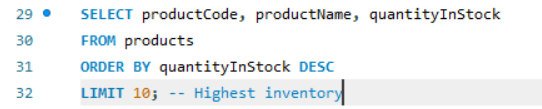 29 SELECT productCode, productName, quantityInStock
30 FROM products
31 ORDER BY quantityInStock DESC
32 LIMIT 10; -- Highest inventory